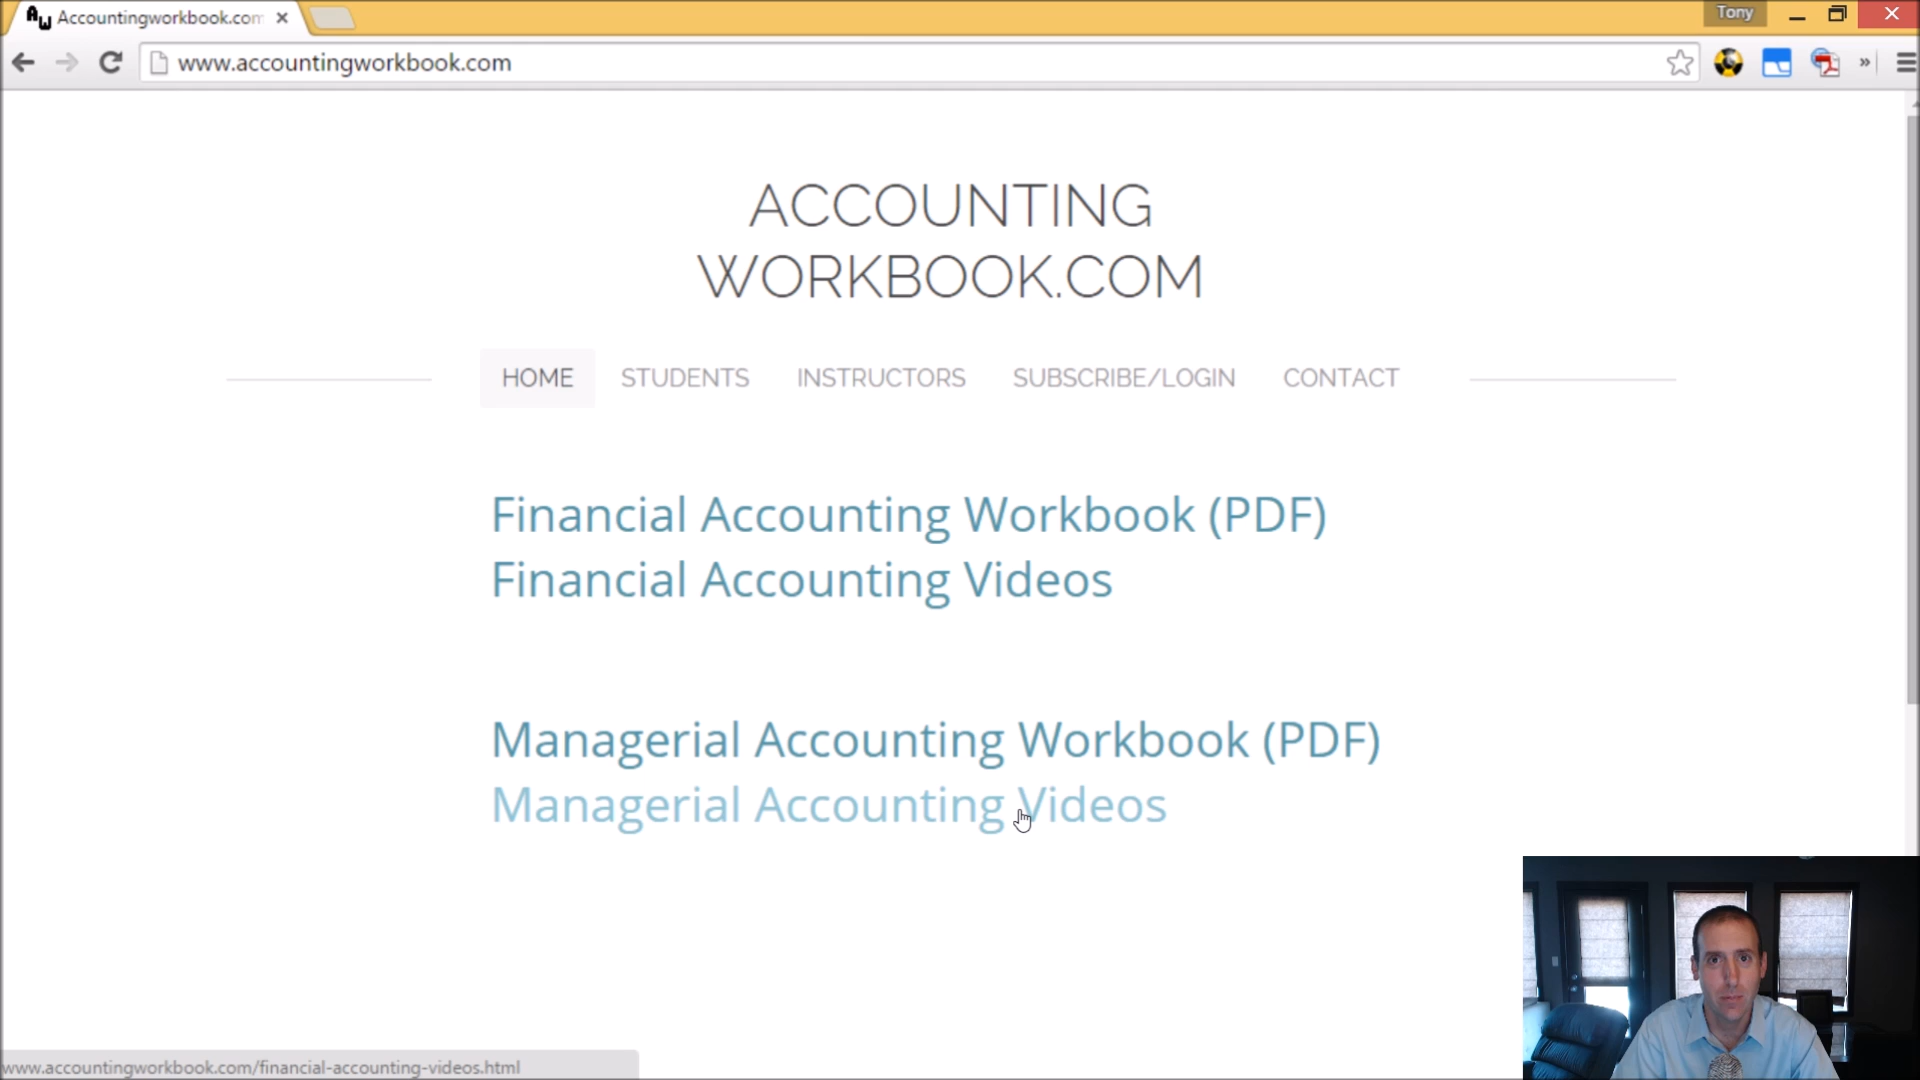 Accountingworkbook.com
Tony
www.accountingworkbook.com
ACCOUNTING
WORKBOOK.COM
HOME STUDENTS INSTRUCTORS SUBSCRIBE/LOGIN CONTACT
Financial Accounting Workbook (PDF)
Financial Accounting Videos
Managerial Accounting Workbook (PDF)
Managerial Accounting Videos
www.accountingworkbook.com/financial-accounting-videos.html